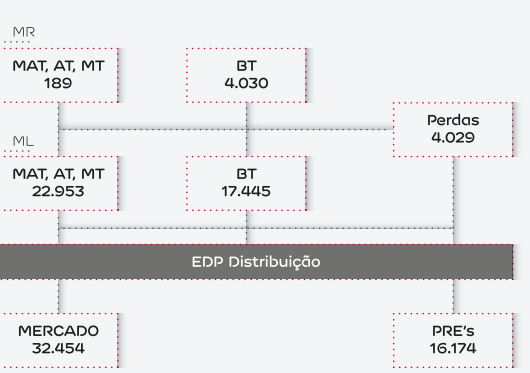 MR
MAT, AT, MT
189
BT
4.030
Perdas
4.029
ML
MAT, AT, MT
22.953
BT
17.445
EDP Distribuição
MERCADO
32.454
PRE's
16.174